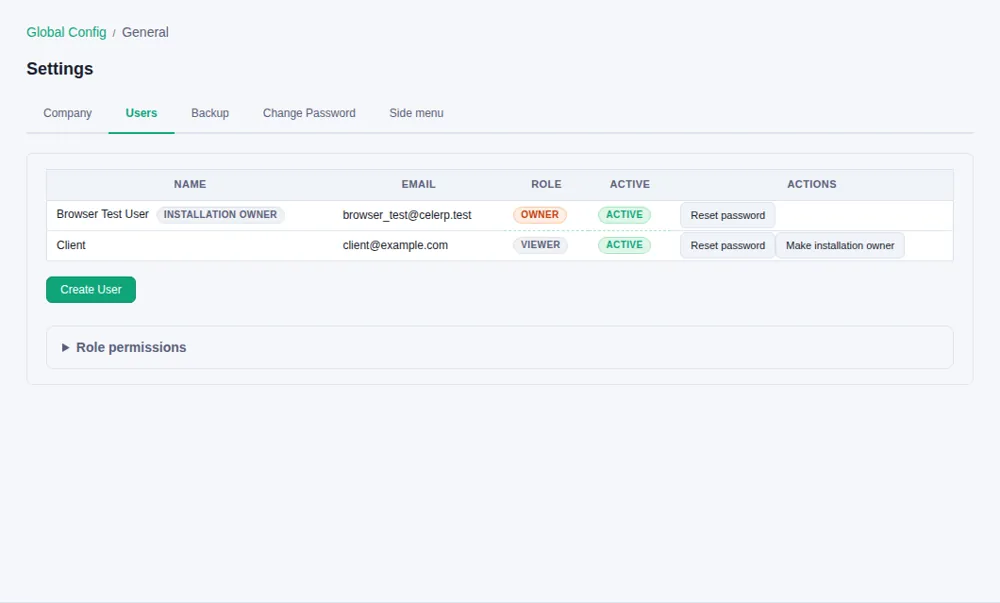 Global Config / General
Settings
Company Users Backup Change Password Side menu
NAME EMAIL ROLE ACTIVE ACTIONS
Browser Test User INSTALLATION OWNER browser_test@celerp.test OWNER ACTIVE Reset password
Client client@example.com VIEWER ACTIVE Reset password Make installation owner
Create User
Role permissions